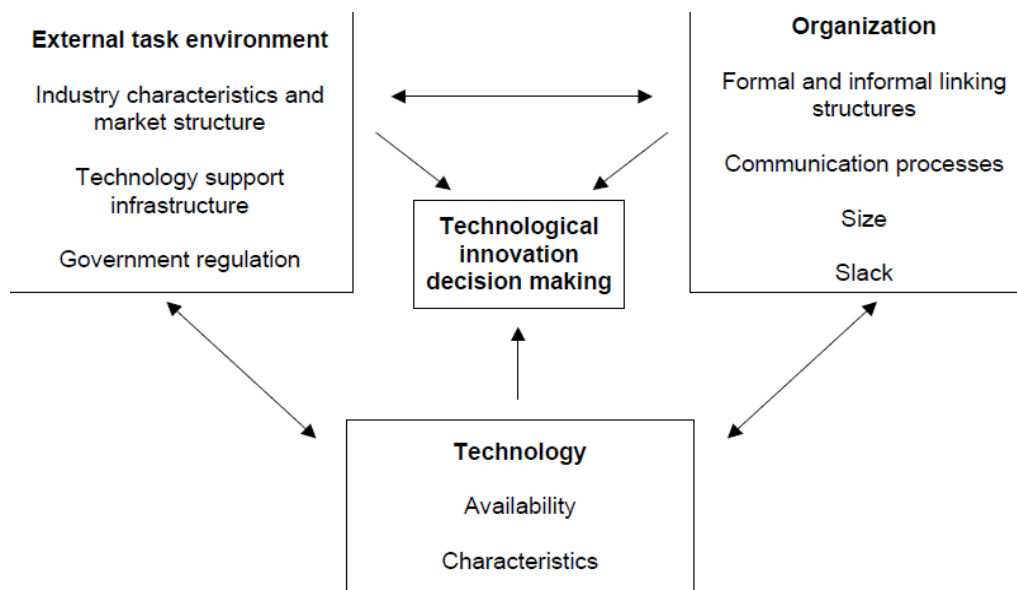 External task environment
Industry characteristics and
market structure
Technology support
infrastructure
Government regulation
Organization
Formal and informal linking
structures
Communication processes
Size
Slack
Technological
innovation
decision making
Technology
Availability
Characteristics